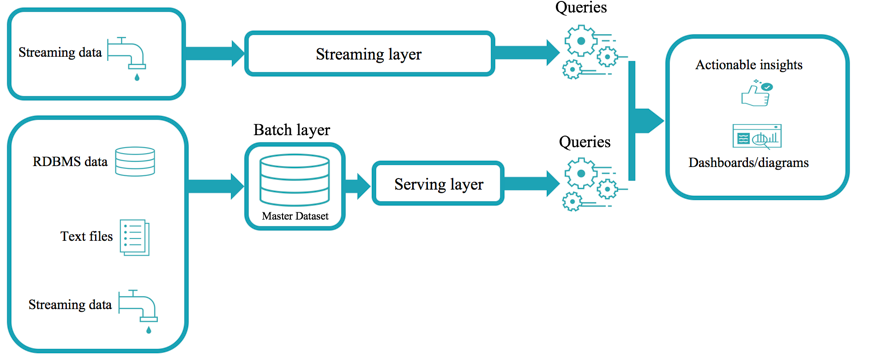 Streaming data
Streaming layer
Queries
RDBMS data
Text files
Streaming data
Batch layer
Master Dataset
Serving layer
Queries
Actionable insights
Dashboards/diagrams